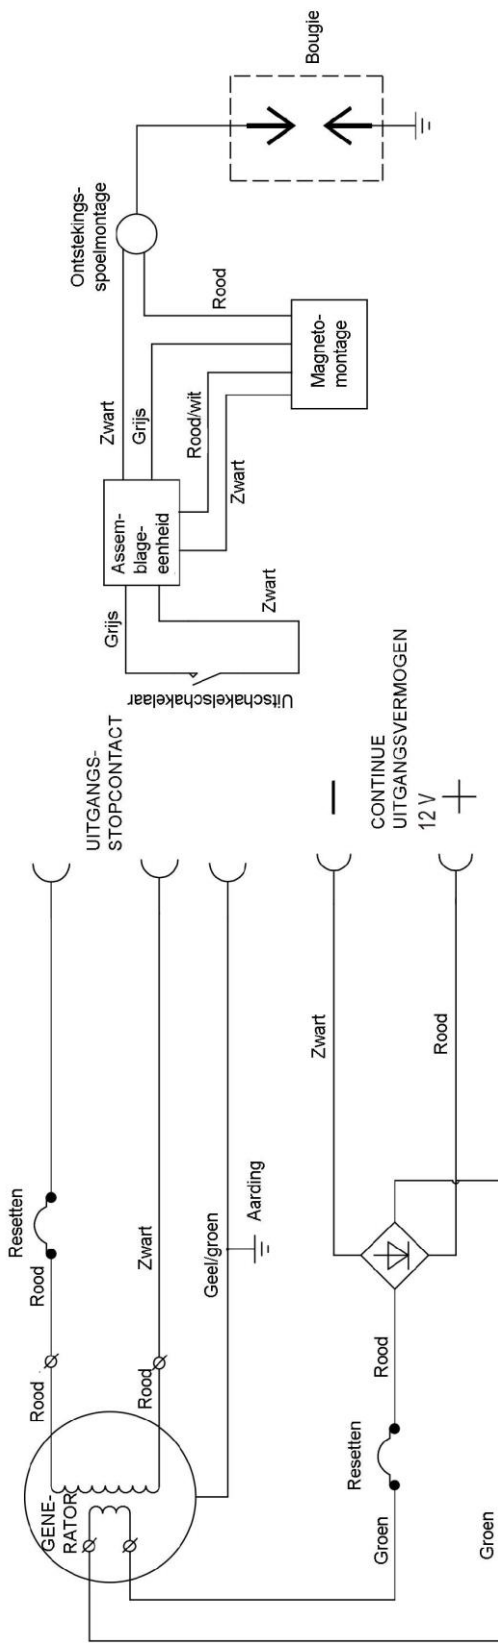 GENE-
RATOR
Rood
Rood
Resetten
UITGANGS-
STOPCONTACT
Rood
Zwart
Geel/groen
Aarding
Groen
Groen
Resetten
Rood
Zwart
Rood
CONTINUE
UITGANGSVERMOGEN
12 V
Uitschakelschakelaar
Grijs
Zwart
Assem-
blage-
eenheid
Zwart
Grijs
Rood/wit
Zwart
Rood
Ontstekings-
spoelmontage
Magneto-
montage
Bougie